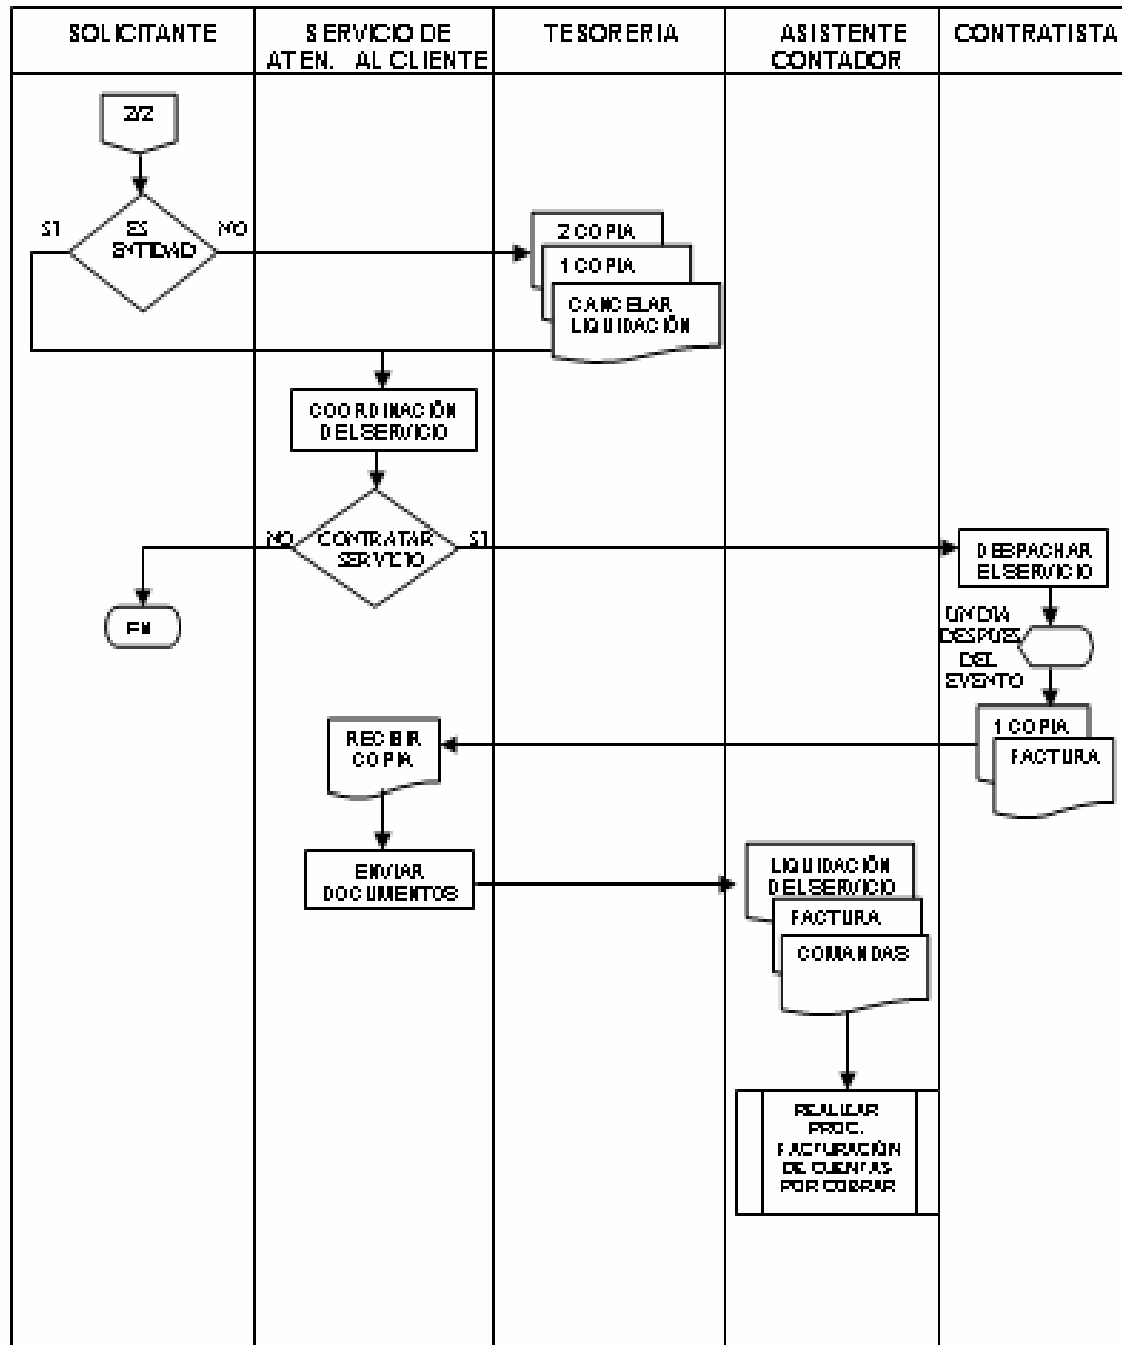 SOLICITANTE
SERVICIO DE
ATEN. AL CLIENTE
TESORERIA
ASISTENTE
CONTADOR
CONTRATISTA
2/2
SI
ES
ENTIDAD
NO
2 COPIA
1 COPIA
CANCELAR
LIQUIDACIÓN
COORDINACIÓN
DEL SERVICIO
NO
CONTRATAR
SERVICIO
SI
DESPACHAR
EL SERVICIO
FIN
UN DIA
DESPUES
DEL
EVENTO
1 COPIA
FACTURA
RECIBIR
COPIA
ENVIAR
DOCUMENTOS
LIQUIDACIÓN
DEL SERVICIO
FACTURA
COMANDAS
REALIZAR
PROC.
FACTURACIÓN
DE CUENTAS
POR COBRAR